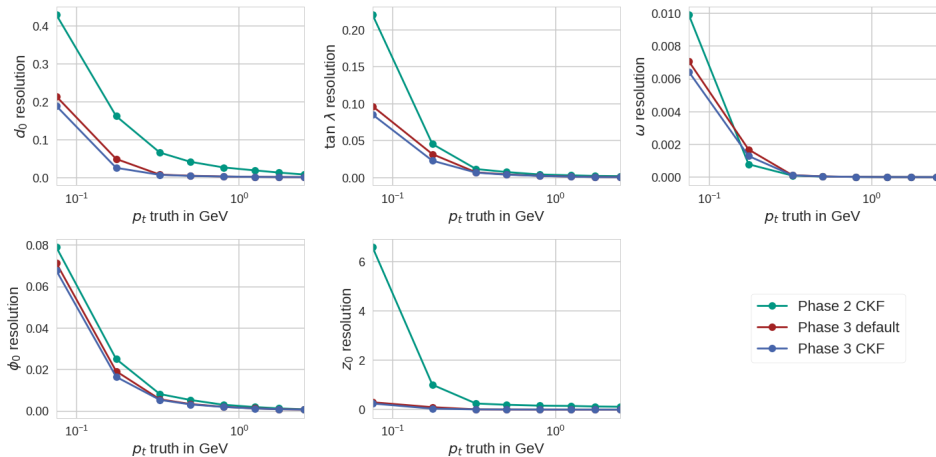 0.4
0.3
0.2
0.1
0.0
d₀ resolution
10⁻¹
10⁰
pₜ truth in GeV
0.20
0.15
0.10
0.05
0.00
tan λ resolution
10⁻¹
10⁰
pₜ truth in GeV
0.010
0.008
0.006
0.004
0.002
0.000
ω resolution
10⁻¹
10⁰
pₜ truth in GeV
0.08
0.06
0.04
0.02
0.00
ϕ₀ resolution
10⁻¹
10⁰
pₜ truth in GeV
6
4
2
0
z₀ resolution
10⁻¹
10⁰
pₜ truth in GeV
Phase 2 CKF
Phase 3 default
Phase 3 CKF